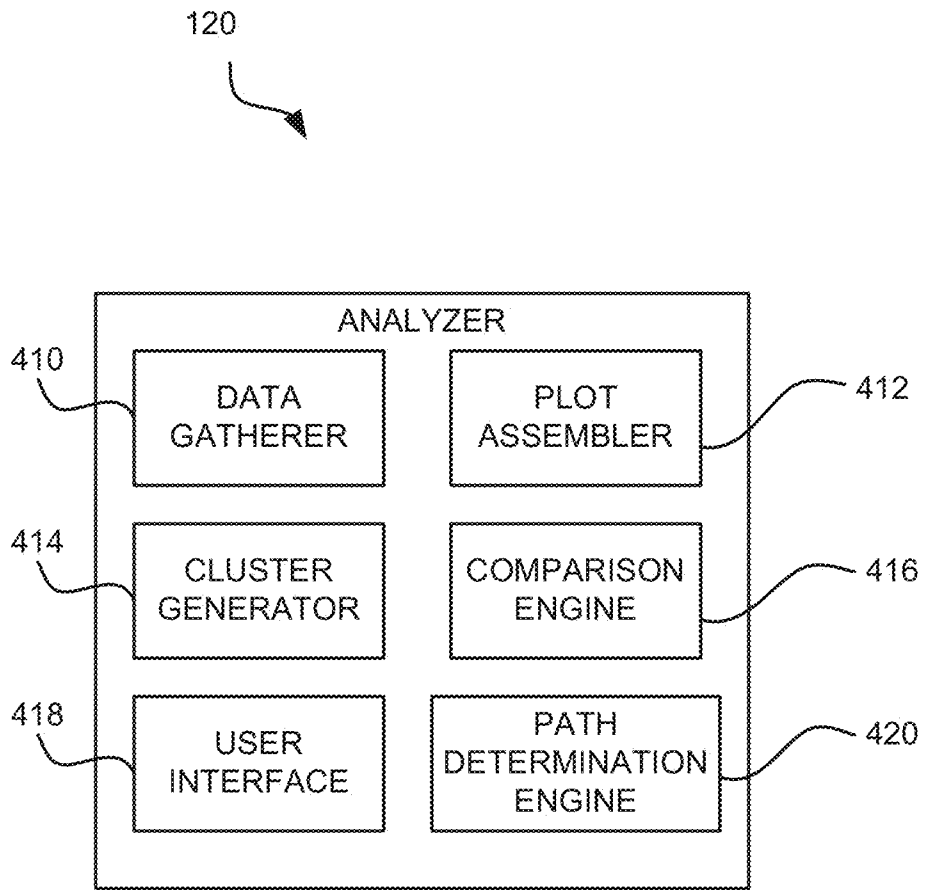 120
ANALYZER
410
DATA
GATHERER
PLOT
ASSEMBLER
412
414
CLUSTER
GENERATOR
COMPARISON
ENGINE
416
418
USER
INTERFACE
PATH
DETERMINATION
ENGINE
420